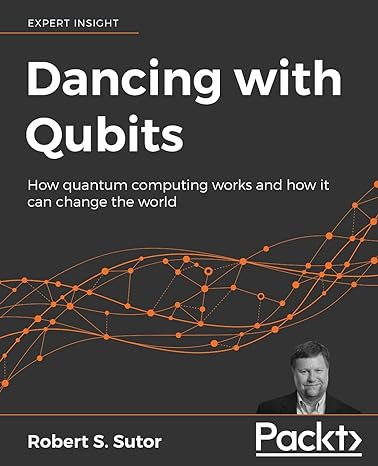 EXPERT INSIGHT
Dancing with
Qubits
How quantum computing works and how it
can change the world
Robert S. Sutor
Packt>